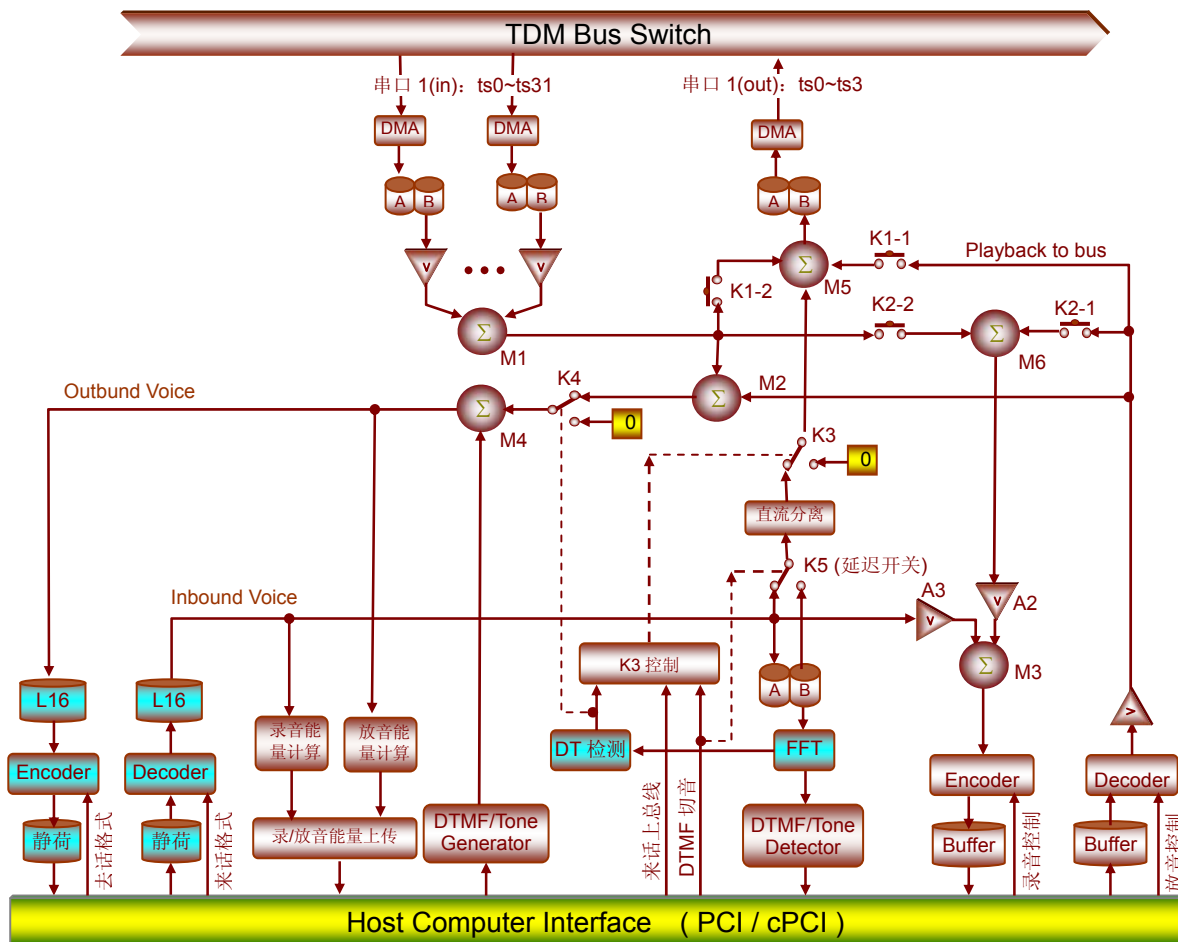 TDM Bus Switch
串口 1(in)： ts0~ts31
串口 1(out)： ts0~ts3
DMA
DMA
DMA
A
B
A
B
A
B
v
v
Σ
M1
K1-1
Playback to bus
Σ
M5
K1-2
K2-2
K2-1
Σ
M6
Outbund Voice
Σ
M4
K4
0
Σ
M2
K3
0
直流分离
K5 (延迟开关)
Inbound Voice
A3
v
A2
v
Σ
M3
K3 控制
A
B
L16
L16
录音能
量计算
放音能
量计算
DT 检测
FFT
v
Encoder
Decoder
Encoder
Decoder
静荷
静荷
录/放音能量上传
DTMF/Tone
Generator
DTMF/Tone
Detector
Buffer
Buffer
去话格式
来话格式
来话上总线
DTMF 切音
录音控制
放音控制
Host Computer Interface ( PCI / cPCI )